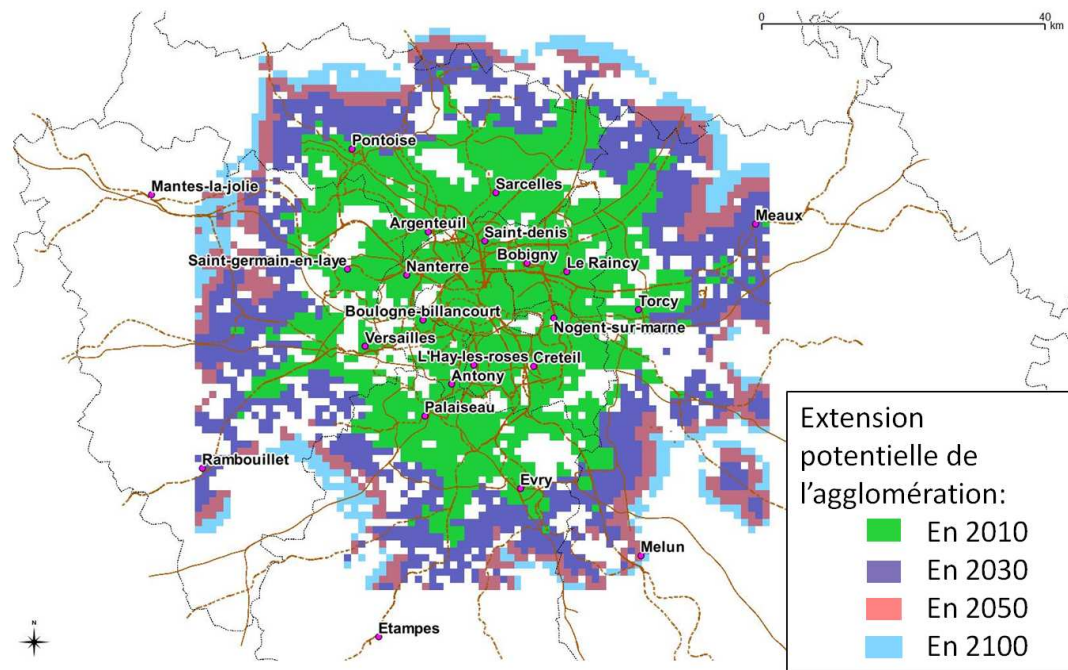 0 40
km
Pontoise
Mantes-la-jolie
Sarcelles
Meaux
Argenteuil
Saint-denis
Bobigny
Saint-germain-en-laye
Nanterre
Le Raincy
Torcy
Boulogne-billancourt
Nogent-sur-marne
Versailles
L'Hay-les-roses
Creteil
Antony
Palaiseau
Rambouillet
Evry
Melun
Etampes
Extension
potentielle de
l’agglomération:
En 2010
En 2030
En 2050
En 2100